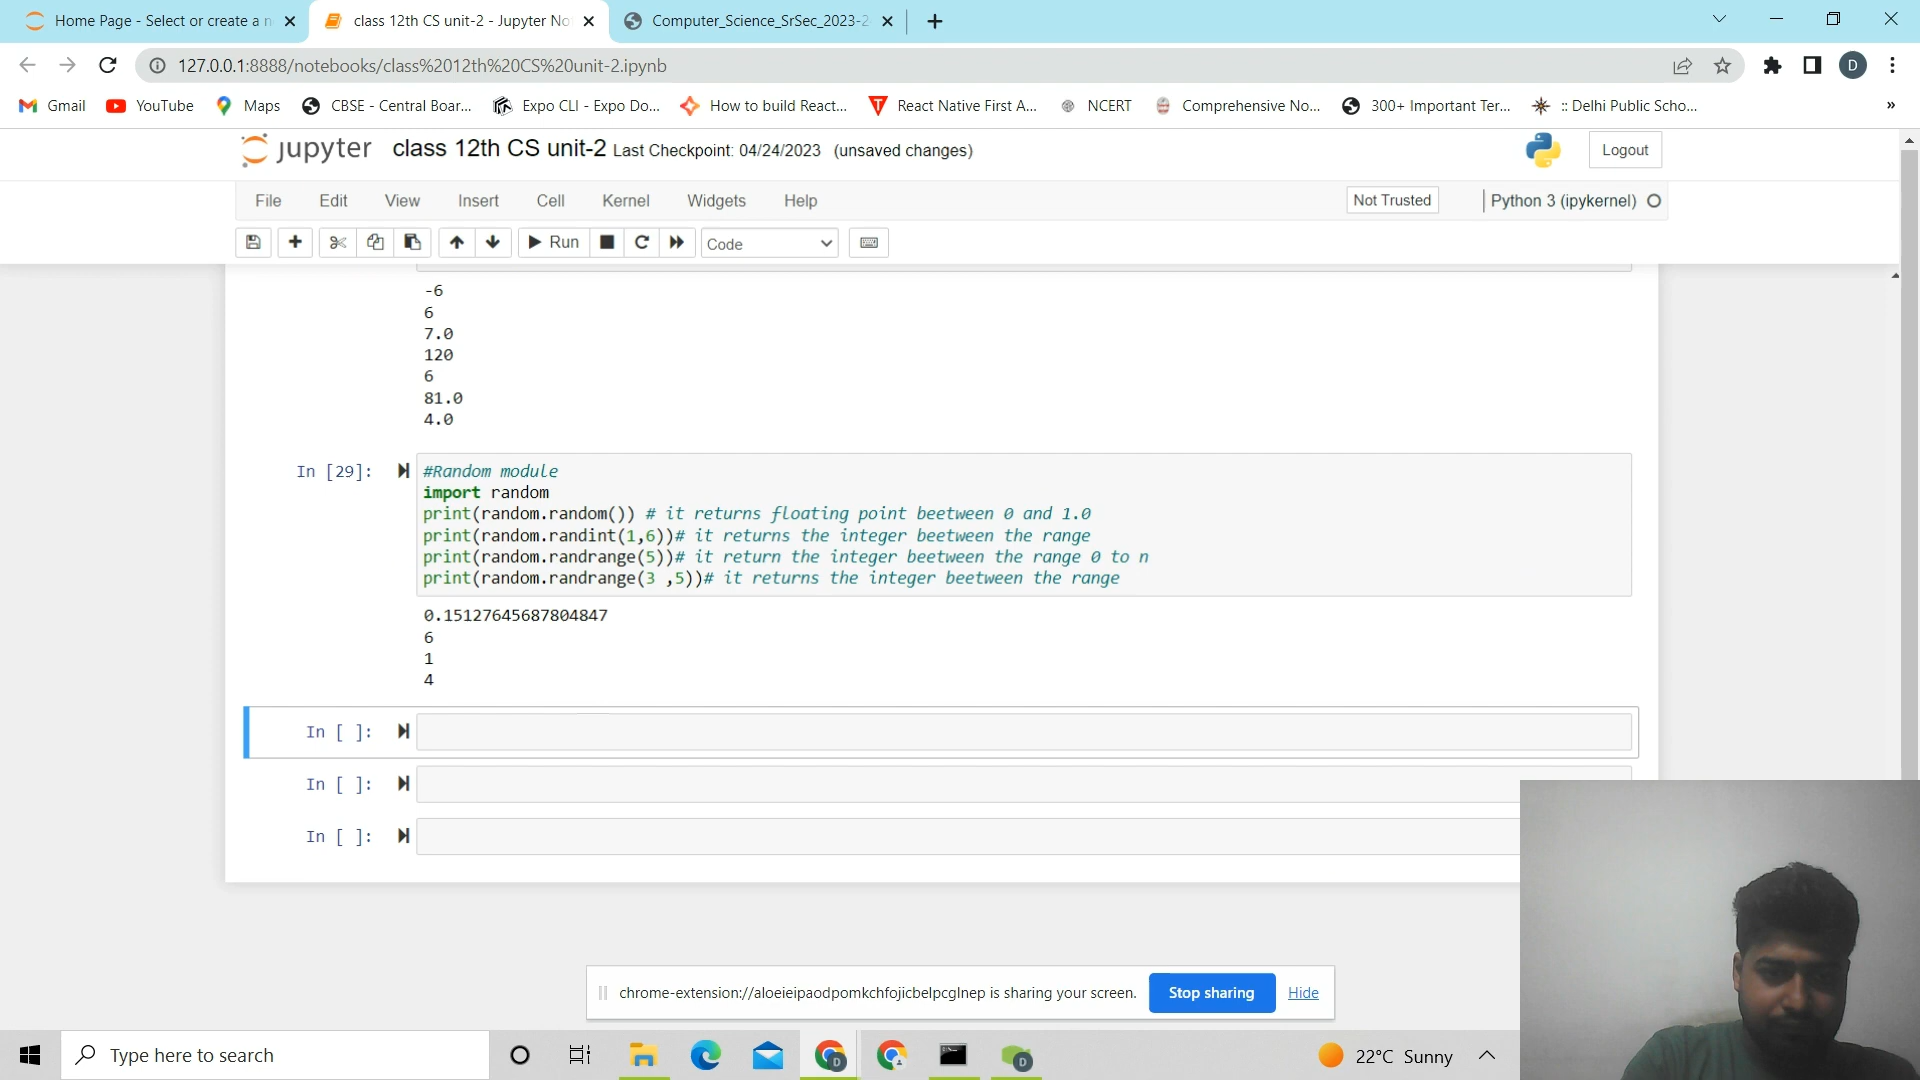 Home Page - Select or create a n
class 12th CS unit-2 - Jupyter No
Computer_Science_SrSec_2023-2
127.0.0.1:8888/notebooks/class%2012th%20CS%20unit-2.ipynb
D
Gmail
YouTube
Maps
CBSE - Central Boar...
Expo CLI - Expo Do...
How to build React...
React Native First A...
NCERT
Comprehensive No...
300+ Important Ter...
:: Delhi Public Scho...
»
jupyter class 12th CS unit-2 Last Checkpoint: 04/24/2023 (unsaved changes)
Logout
File Edit View Insert Cell Kernel Widgets Help
Not Trusted
Python 3 (ipykernel)
Run
Code
-6
6
7.0
120
6
81.0
4.0
In [29]:
#Random module
import random
print(random.random()) # it returns floating point beetween 0 and 1.0
print(random.randint(1,6))# it returns the integer beetween the range
print(random.randrange(5))# it return the integer beetween the range 0 to n
print(random.randrange(3 ,5))# it returns the integer beetween the range
0.15127645687804847
6
1
4
In [ ]:
In [ ]:
In [ ]:
chrome-extension://aloeieipaodpomkchfojicbelpcglnep is sharing your screen.
Stop sharing
Hide
Type here to search
D
D
22°C Sunny